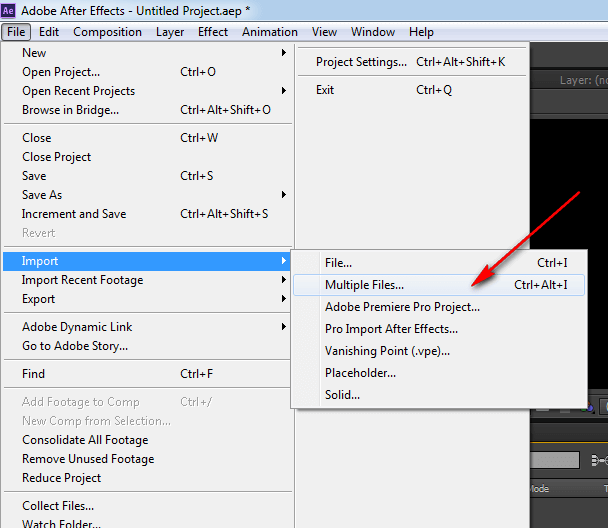 Ae Adobe After Effects - Untitled Project.aep *
File Edit Composition Layer Effect Animation View Window Help
New
Open Project... Ctrl+O
Open Recent Projects
Browse in Bridge... Ctrl+Alt+Shift+O
Close Ctrl+W
Close Project
Save Ctrl+S
Save As
Increment and Save Ctrl+Alt+Shift+S
Revert
Import
Import Recent Footage
Export
Adobe Dynamic Link
Go to Adobe Story...
Find Ctrl+F
Add Footage to Comp Ctrl+/
New Comp from Selection...
Consolidate All Footage
Remove Unused Footage
Reduce Project
Collect Files...
Watch Folder...
Project Settings... Ctrl+Alt+Shift+K
Exit Ctrl+Q
Layer: (no
File... Ctrl+I
Multiple Files... Ctrl+Alt+I
Adobe Premiere Pro Project...
Pro Import After Effects...
Vanishing Point (.vpe)...
Placeholder...
Solid...
Mode T